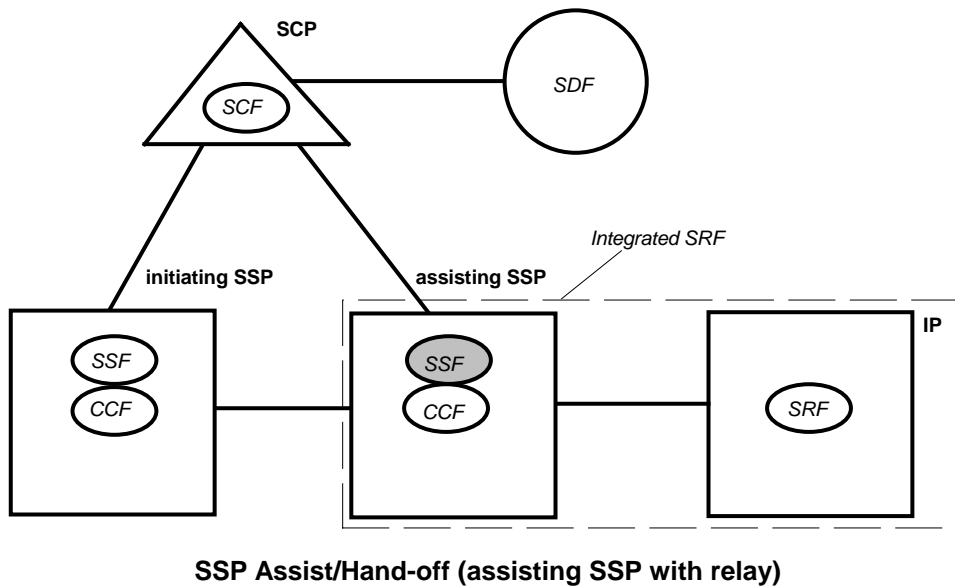 SCP
SCF
SDF
Integrated SRF
initiating SSP
assisting SSP
IP
SSF
SSF
CCF
CCF
SRF
SSP Assist/Hand-off (assisting SSP with relay)